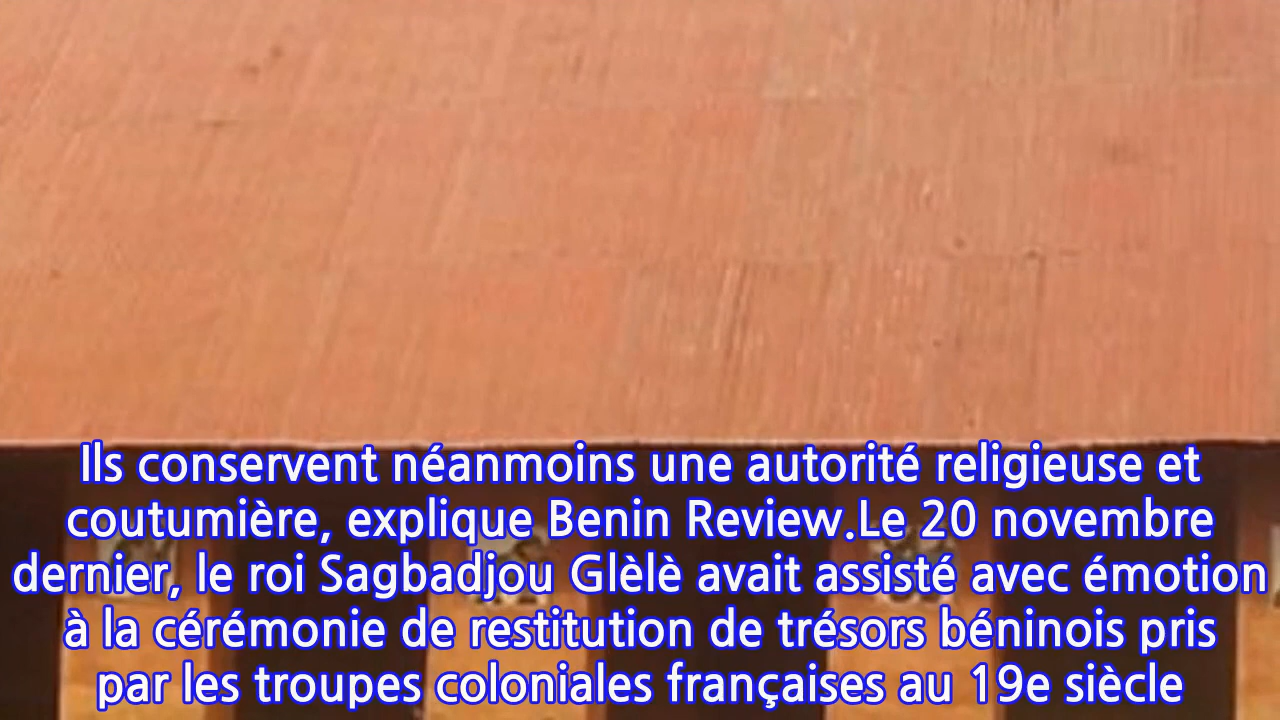 Ils conservent néanmoins une autorité religieuse et
coutumière, explique Benin Review.Le 20 novembre
dernier, le roi Sagbadjou Glèlè avait assisté avec émotion
à la cérémonie de restitution de trésors béninois pris
par les troupes coloniales françaises au 19e siècle